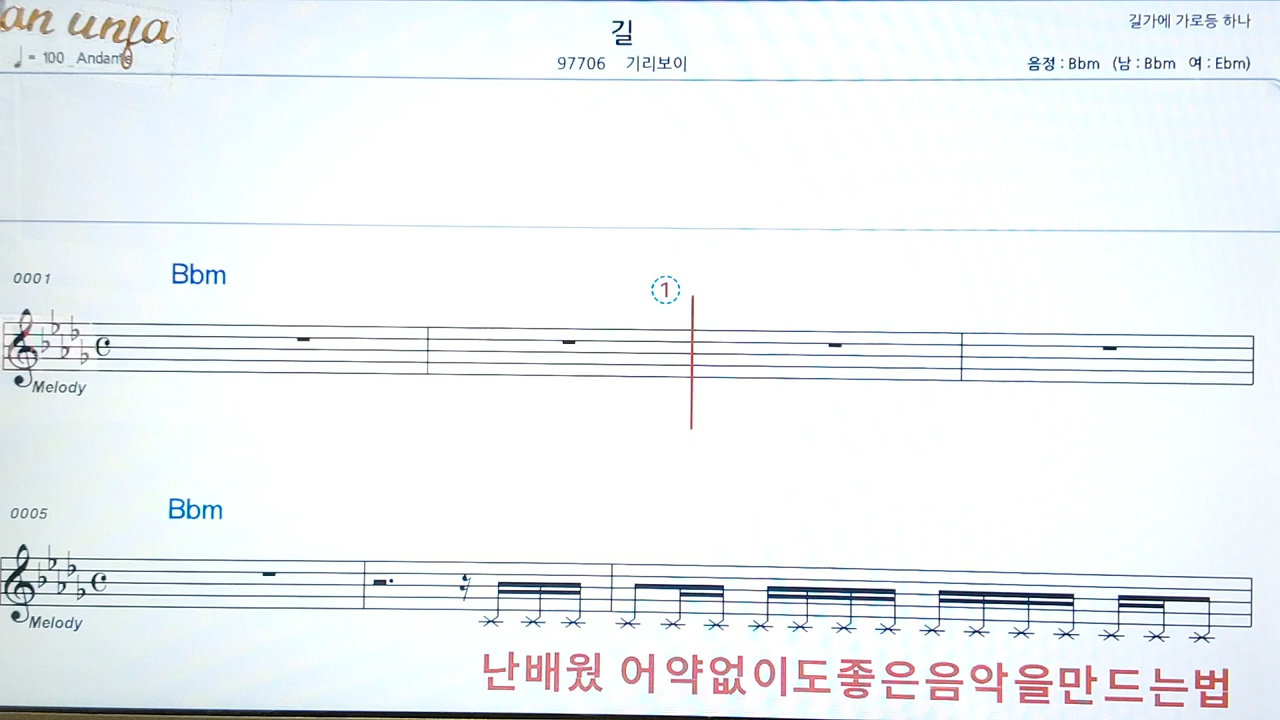 an unja
길
길가에 가로등 하나
♩ = 100 Andante
97706 기리보이
음정 : Bbm (남 : Bbm 여 : Ebm)
0001
Bbm
1
Melody
0005
Bbm
Melody
난배웠 어약없이도좋은음악을만드는법